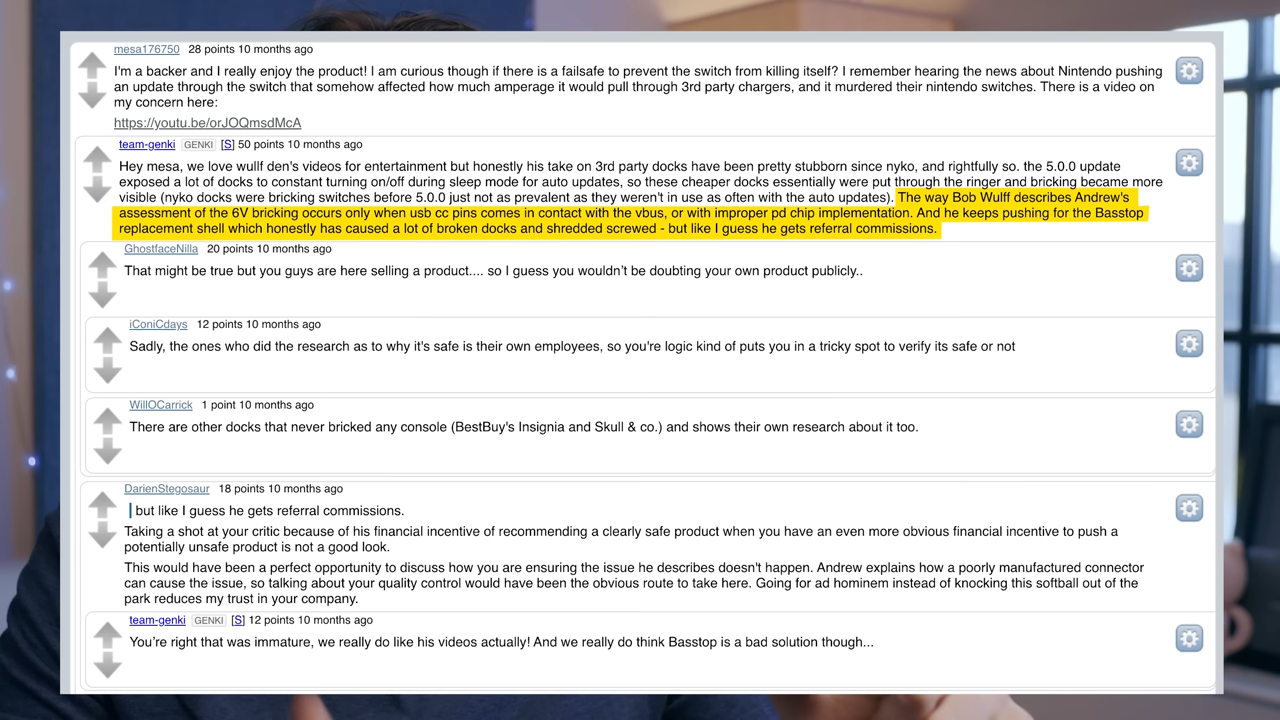 mesa176750 28 points 10 months ago
I'm a backer and I really enjoy the product! I am curious though if there is a failsafe to prevent the switch from killing itself? I remember hearing the news about Nintendo pushing
an update through the switch that somehow affected how much amperage it would pull through 3rd party chargers, and it murdered their nintendo switches. There is a video on
my concern here:
https://youtu.be/orJOQmsdMcA
team-genki GENKI [S] 50 points 10 months ago
Hey mesa, we love wullf den's videos for entertainment but honestly his take on 3rd party docks have been pretty stubborn since nyko, and rightfully so. the 5.0.0 update
exposed a lot of docks to constant turning on/off during sleep mode for auto updates, so these cheaper docks essentially were put through the ringer and bricking became more
visible (nyko docks were bricking switches before 5.0.0 just not as prevalent as they weren't in use as often with the auto updates). The way Bob Wulff describes Andrew's
assessment of the 6V bricking occurs only when usb cc pins comes in contact with the vbus, or with improper pd chip implementation. And he keeps pushing for the Basstop
replacement shell which honestly has caused a lot of broken docks and shredded screwed - but like I guess he gets referral commissions.
GhostfaceNilla 20 points 10 months ago
That might be true but you guys are here selling a product.... so I guess you wouldn't be doubting your own product publicly..
iConiCdays 12 points 10 months ago
Sadly, the ones who did the research as to why it's safe is their own employees, so you're logic kind of puts you in a tricky spot to verify its safe or not
WillOCarrick 1 point 10 months ago
There are other docks that never bricked any console (BestBuy's Insignia and Skull & co.) and shows their own research about it too.
DarienStegosaur 18 points 10 months ago
but like I guess he gets referral commissions.
Taking a shot at your critic because of his financial incentive of recommending a clearly safe product when you have an even more obvious financial incentive to push a
potentially unsafe product is not a good look.
This would have been a perfect opportunity to discuss how you are ensuring the issue he describes doesn't happen. Andrew explains how a poorly manufactured connector
can cause the issue, so talking about your quality control would have been the obvious route to take here. Going for ad hominem instead of knocking this softball out of the
park reduces my trust in your company.
team-genki GENKI [S] 12 points 10 months ago
You're right that was immature, we really do like his videos actually! And we really do think Basstop is a bad solution though...